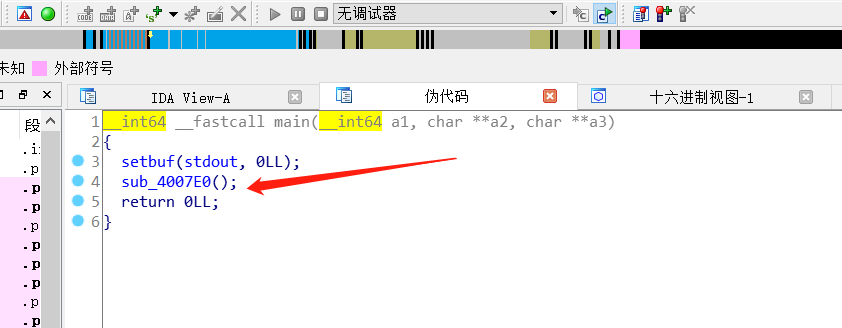 无调试器
未知 外部符号
IDA View-A 伪代码 十六进制视图-1
段
1 __int64 __fastcall main(__int64 a1, char **a2, char **a3)
2 {
.p
3 setbuf(stdout, 0LL);
.p
4 sub_4007E0();
.p
5 return 0LL;
.p
6 }
.p
.p
.p
.p